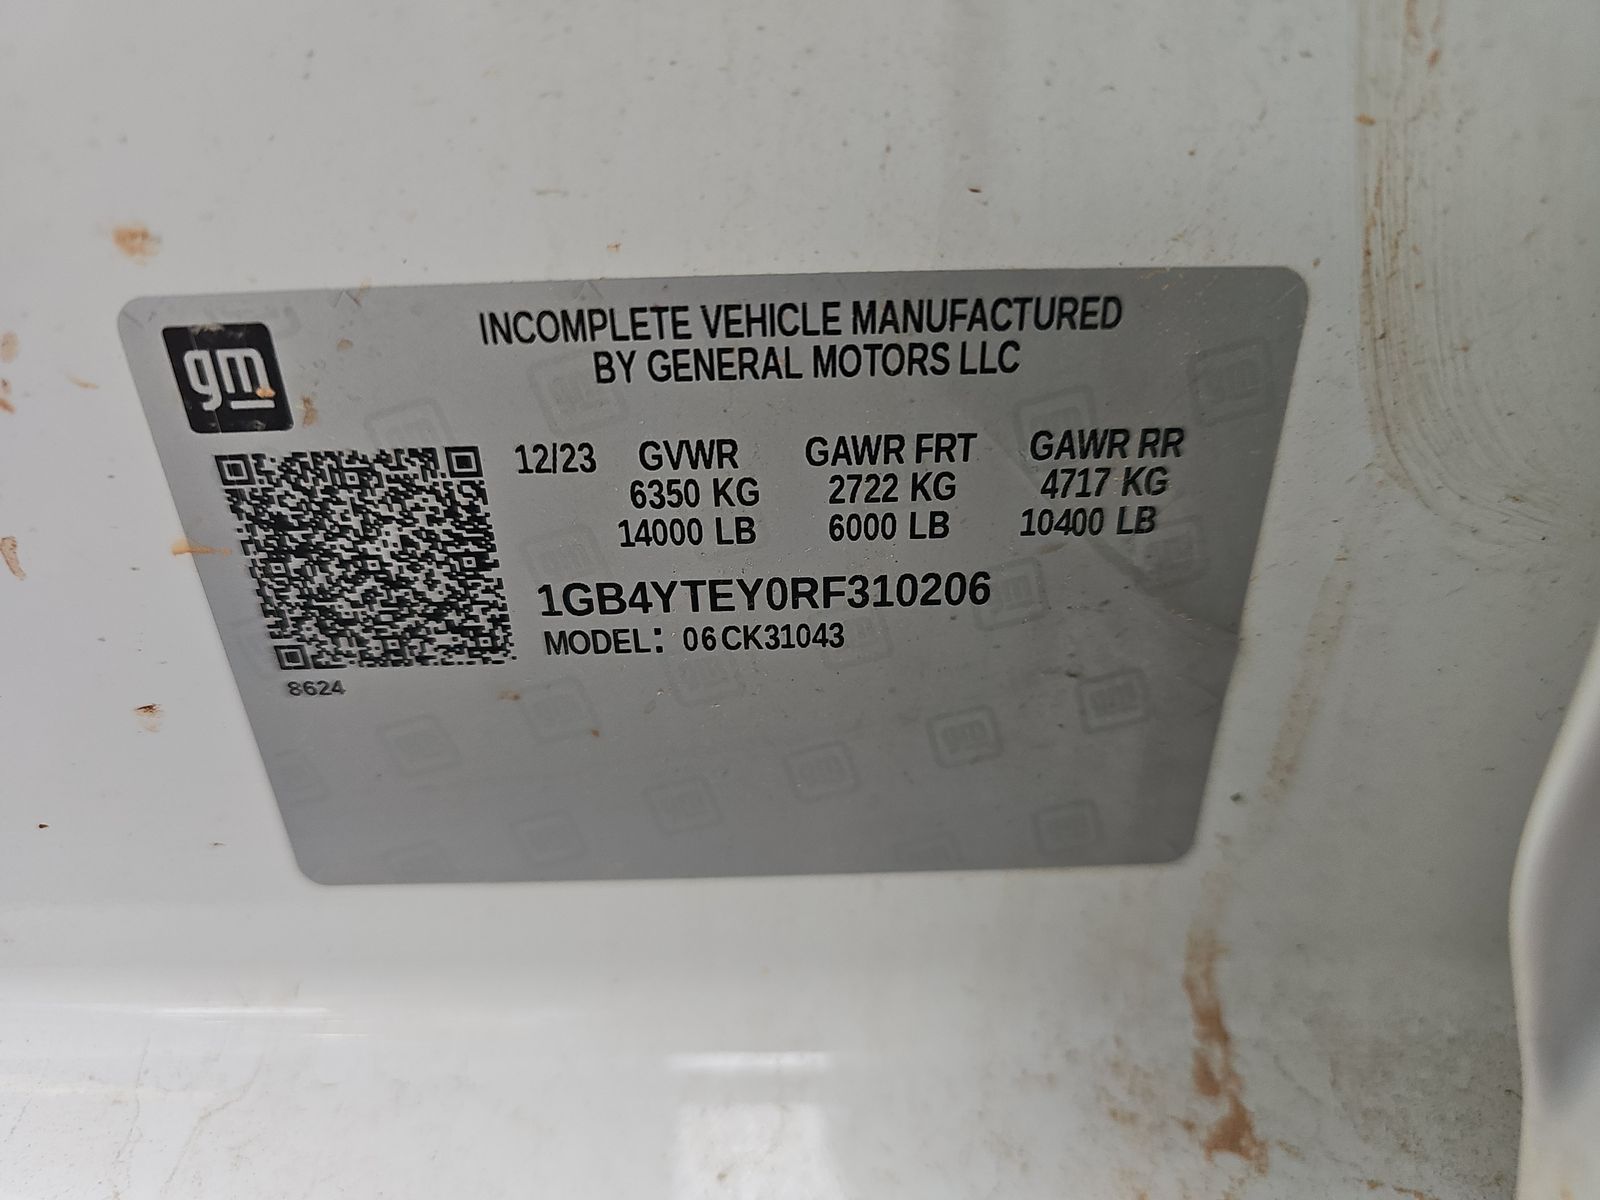 gm
INCOMPLETE VEHICLE MANUFACTURED
BY GENERAL MOTORS LLC
12/23 GVWR GAWR FRT GAWR RR
6350 KG 2722 KG 4717 KG
14000 LB 6000 LB 10400 LB
1GB4YTEY0RF310206
MODEL: 06CK31043
8624